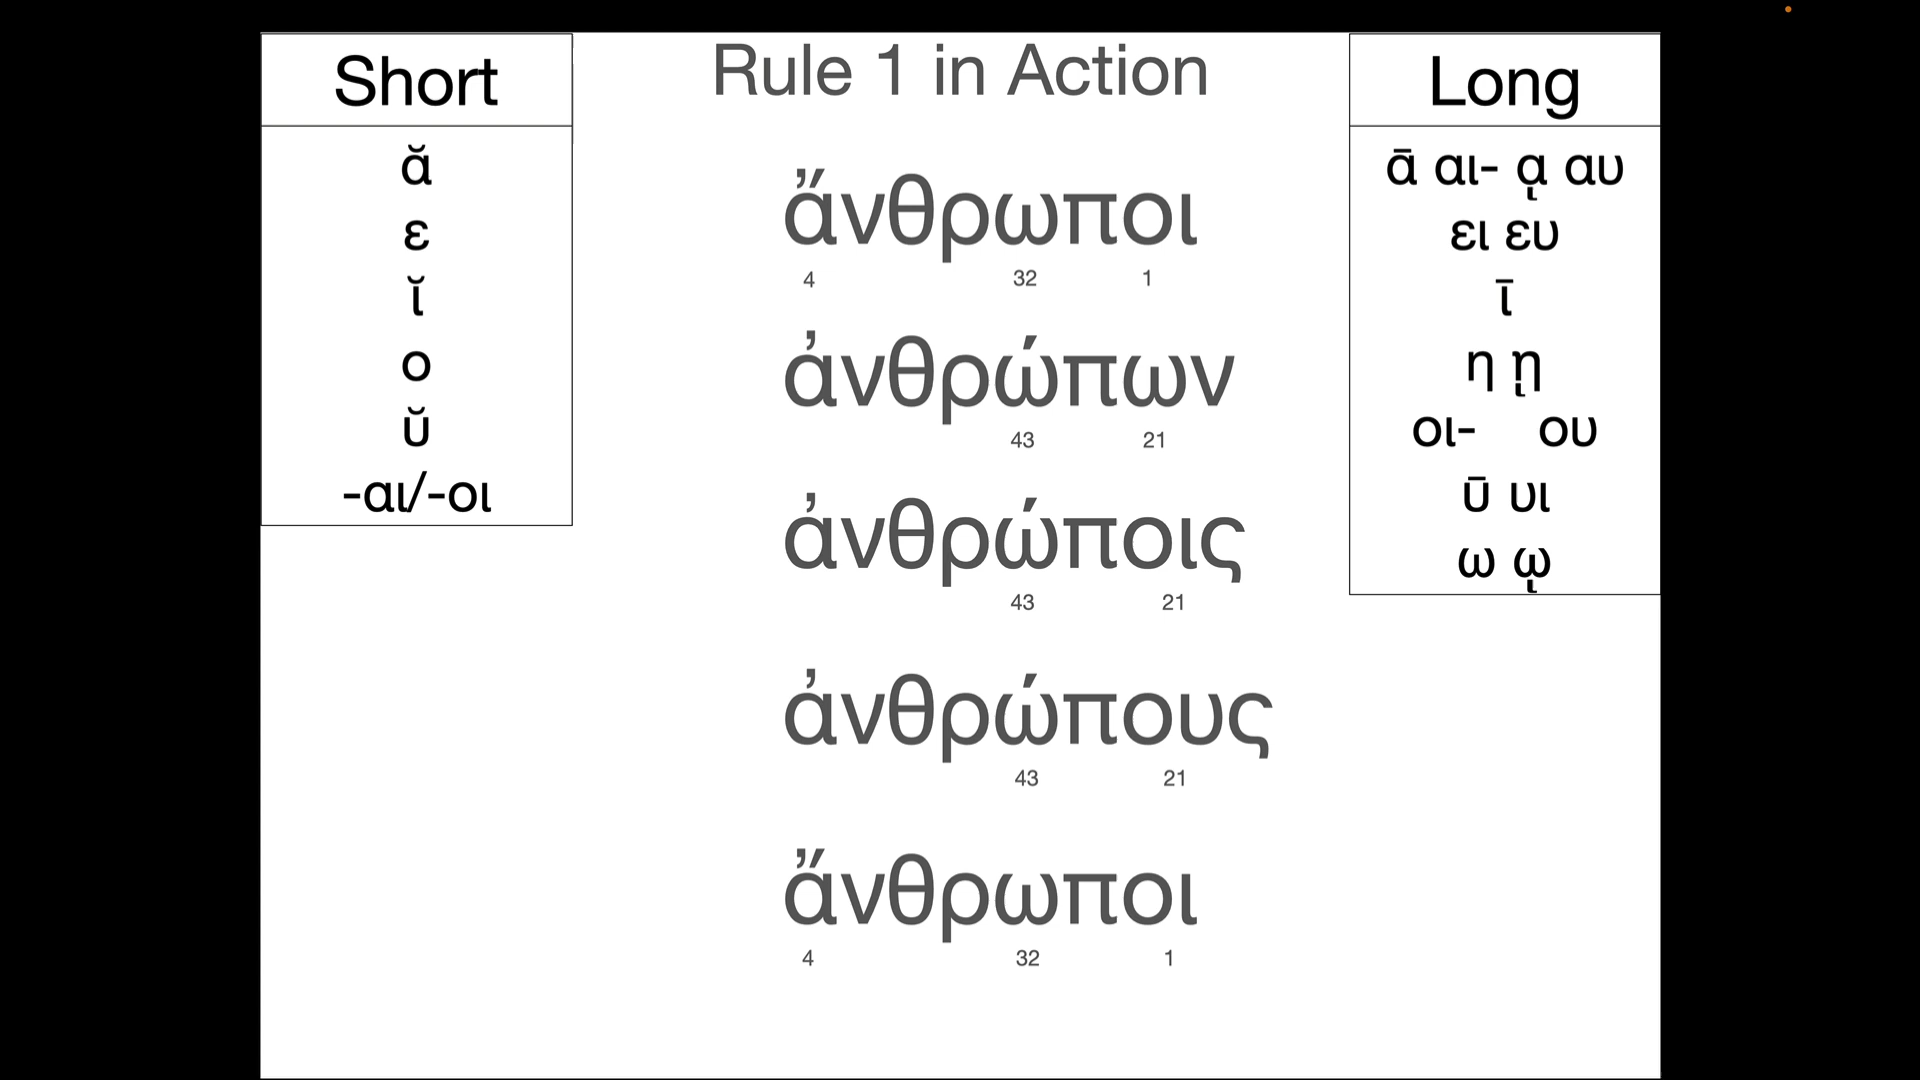 Short
ᾰ
ε
ῐ
ο
ῠ
-αι/-οι
Rule 1 in Action
ἄνθρωποι
4 32 1
ἀνθρώπων
43 21
ἀνθρώποις
43 21
ἀνθρώπους
43 21
ἄνθρωποι
4 32 1
Long
ᾱ αι- ᾳ αυ
ει ευ
ῑ
η ῃ
οι- ου
ῡ υι
ω ῳ